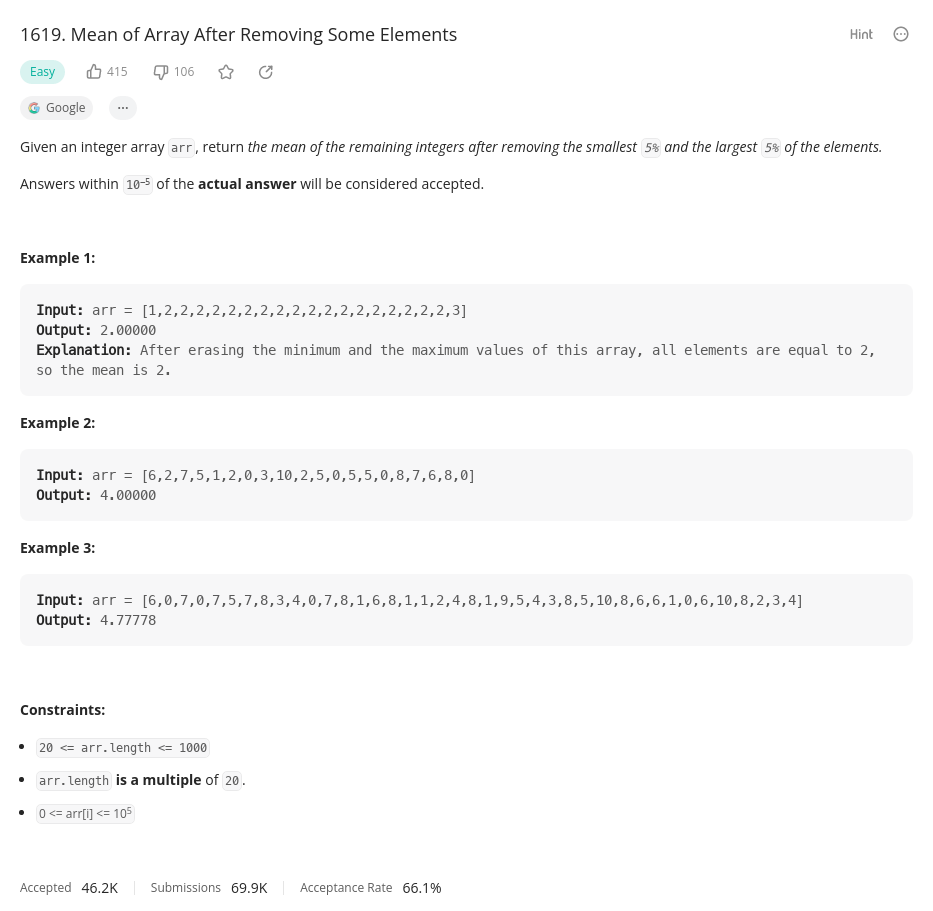 1619. Mean of Array After Removing Some Elements
Hint
Easy 415 106
Google ...
Given an integer array arr, return the mean of the remaining integers after removing the smallest 5% and the largest 5% of the elements.
Answers within 10⁻⁵ of the actual answer will be considered accepted.
Example 1:
Input: arr = [1,2,2,2,2,2,2,2,2,2,2,2,2,2,2,2,2,2,2,3]
Output: 2.00000
Explanation: After erasing the minimum and the maximum values of this array, all elements are equal to 2,
so the mean is 2.
Example 2:
Input: arr = [6,2,7,5,1,2,0,3,10,2,5,0,5,5,0,8,7,6,8,0]
Output: 4.00000
Example 3:
Input: arr = [6,0,7,0,7,5,7,8,3,4,0,7,8,1,6,8,1,1,2,4,8,1,9,5,4,3,8,5,10,8,6,6,1,0,6,10,8,2,3,4]
Output: 4.77778
Constraints:
• 20 <= arr.length <= 1000
• arr.length is a multiple of 20.
• 0 <= arr[i] <= 10⁵
Accepted 46.2K Submissions 69.9K Acceptance Rate 66.1%